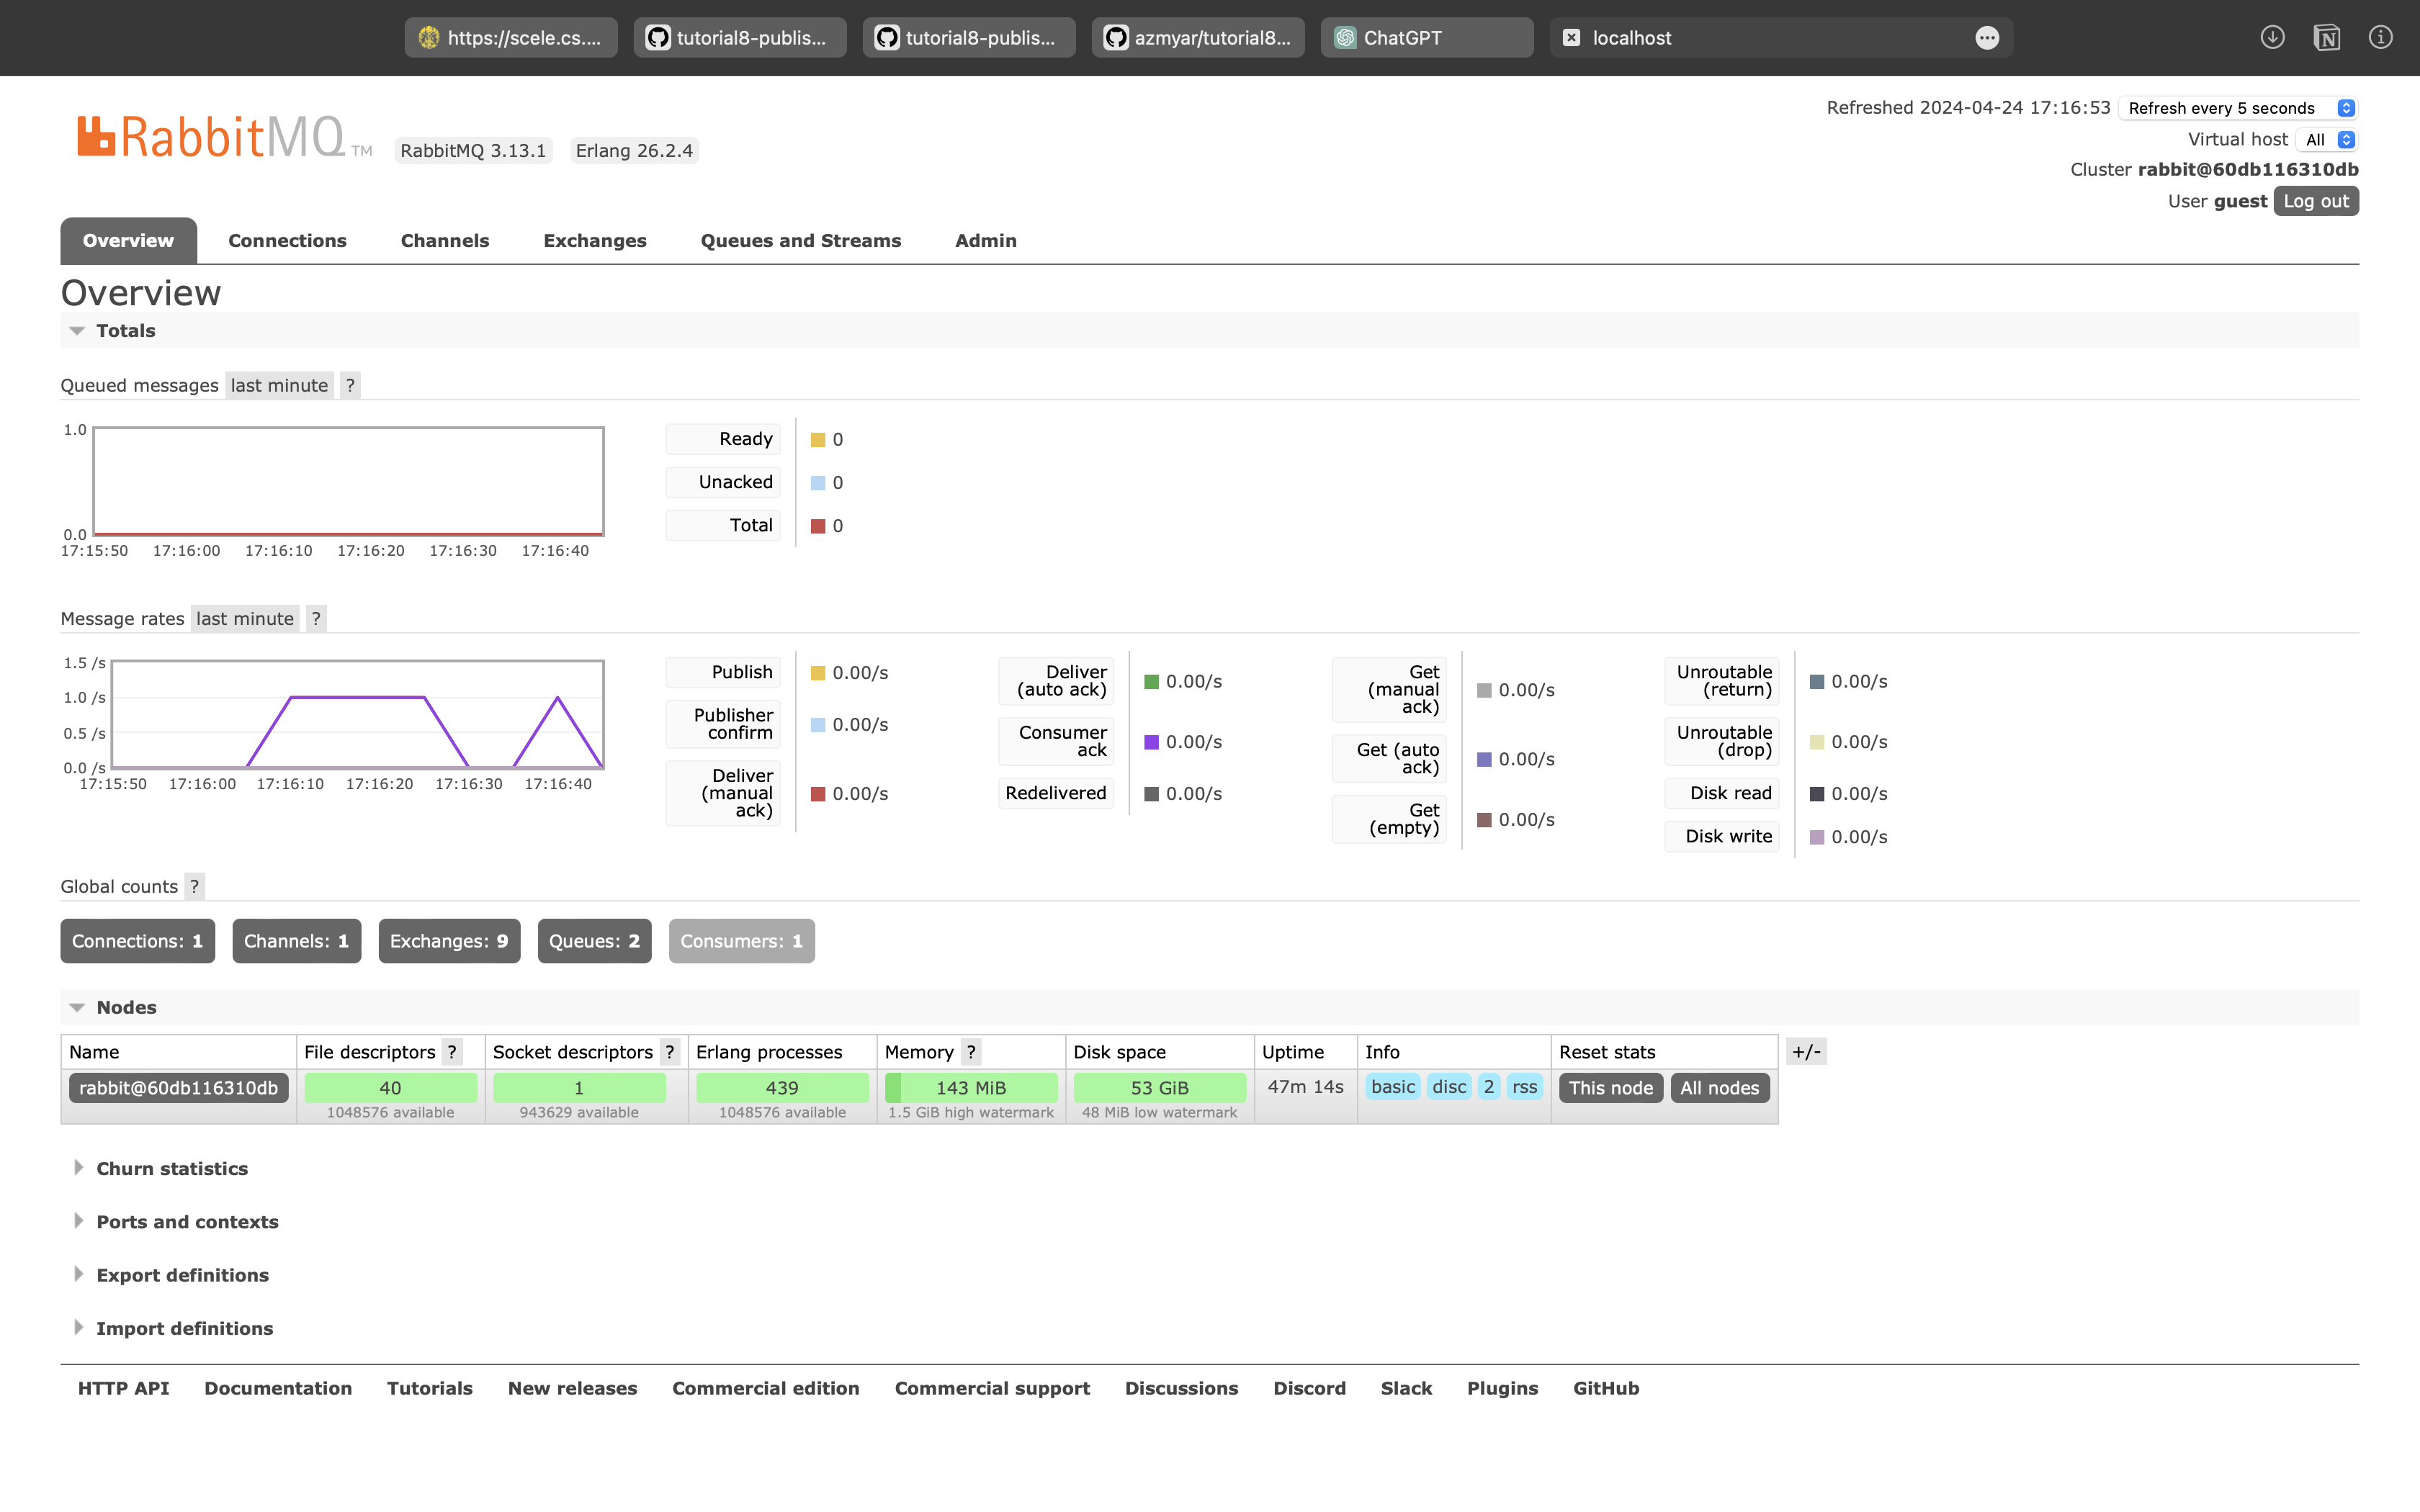 https://scele.cs.... tutorial8-publis... tutorial8-publis... azmyar/tutorial8... ChatGPT localhost
Refreshed 2024-04-24 17:16:53 Refresh every 5 seconds
RabbitMQ TM RabbitMQ 3.13.1 Erlang 26.2.4
Virtual host All
Cluster rabbit@60db116310db
User guest Log out
Overview Connections Channels Exchanges Queues and Streams Admin
Overview
Totals
Queued messages last minute ?
1.0
0.0
17:15:50 17:16:00 17:16:10 17:16:20 17:16:30 17:16:40
Ready 0
Unacked 0
Total 0
Message rates last minute ?
1.5 /s
1.0 /s
0.5 /s
0.0 /s
17:15:50 17:16:00 17:16:10 17:16:20 17:16:30 17:16:40
Publish 0.00/s
Publisher
confirm 0.00/s
Deliver
(manual
ack) 0.00/s
Deliver
(auto ack) 0.00/s
Consumer
ack 0.00/s
Redelivered 0.00/s
Get
(manual
ack) 0.00/s
Get (auto
ack) 0.00/s
Get
(empty) 0.00/s
Unroutable
(return) 0.00/s
Unroutable
(drop) 0.00/s
Disk read 0.00/s
Disk write 0.00/s
Global counts ?
Connections: 1 Channels: 1 Exchanges: 9 Queues: 2 Consumers: 1
Nodes
Name File descriptors ? Socket descriptors ? Erlang processes Memory ? Disk space Uptime Info Reset stats +/-
rabbit@60db116310db 40 1 439 143 MiB 53 GiB 47m 14s basic disc 2 rss This node All nodes
1048576 available 943629 available 1048576 available 1.5 GiB high watermark 48 MiB low watermark
Churn statistics
Ports and contexts
Export definitions
Import definitions
HTTP API Documentation Tutorials New releases Commercial edition Commercial support Discussions Discord Slack Plugins GitHub